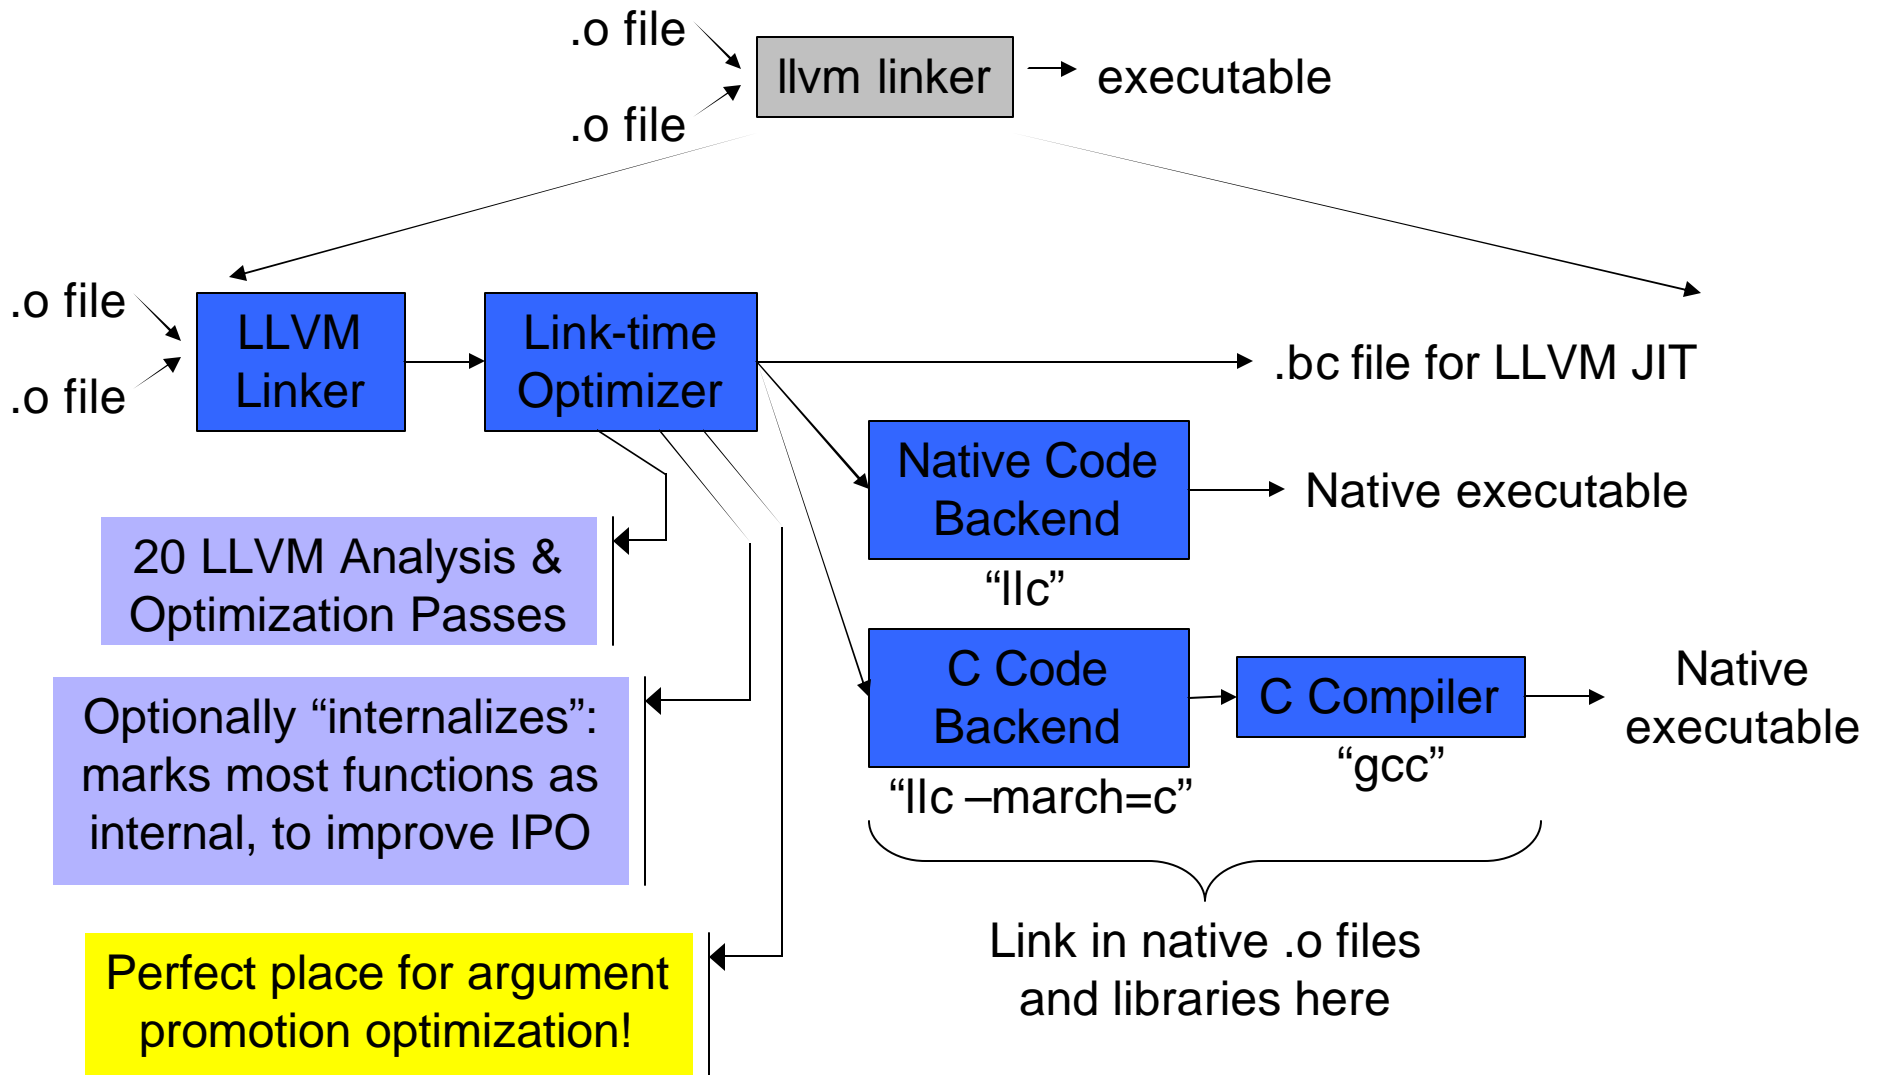 .o file
llvm linker
executable
.o file
.o file
.o file
LLVM
Linker
Link-time
Optimizer
.bc file for LLVM JIT
Native Code
Backend
Native executable
“llc”
20 LLVM Analysis &
Optimization Passes
C Code
Backend
C Compiler
Native
executable
“llc –march=c”
“gcc”
Optionally “internalizes”:
marks most functions as
internal, to improve IPO
Link in native .o files
and libraries here
Perfect place for argument
promotion optimization!